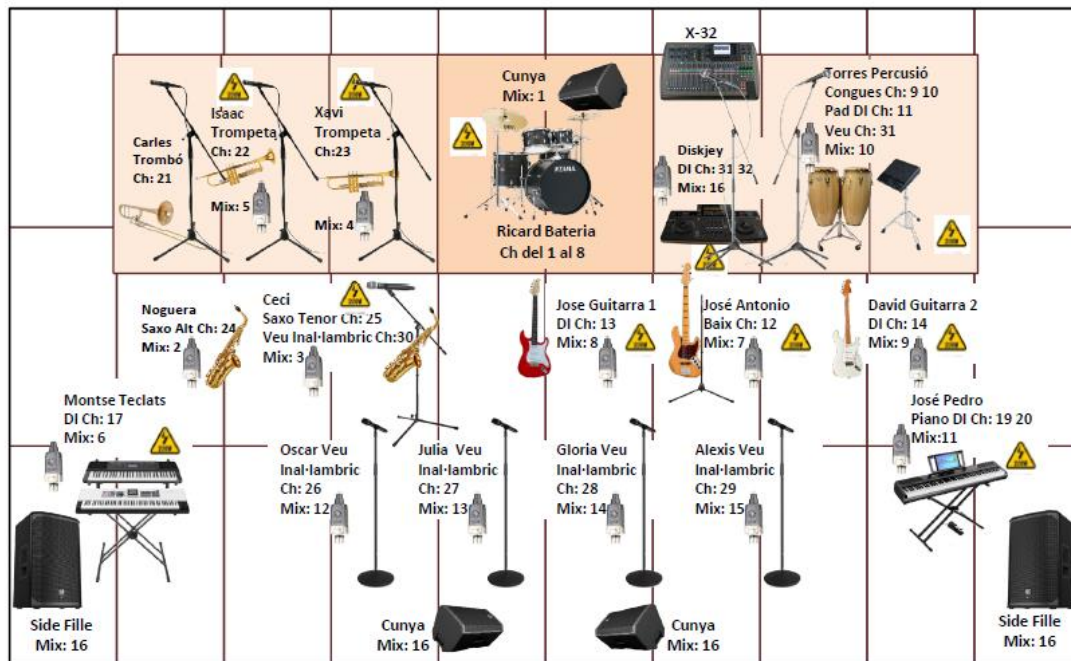 X-32
Cunya
Mix: 1
Torres Percusió
Congues Ch: 9 10
Pad DI Ch: 11
Veu Ch: 31
Mix: 10
Isaac
Trompeta
Ch: 22
Xavi
Trompeta
Ch:23
Carles
Trombó
Ch: 21
Mix: 5
Mix: 4
Diskjey
DI Ch: 31 32
Mix: 16
TAMA
Ricard Bateria
Ch del 1 al 8
Noguera
Saxo Alt Ch: 24
Mix: 2
Ceci
Saxo Tenor Ch: 25
Veu Inal·lambric Ch:30
Mix: 3
Jose Guitarra 1
DI Ch: 13
Mix: 8
José Antonio
Baix Ch: 12
Mix: 7
David Guitarra 2
DI Ch: 14
Mix: 9
Montse Teclats
DI Ch: 17
Mix: 6
José Pedro
Piano DI Ch: 19 20
Mix:11
Oscar Veu
Inal·lambric
Ch: 26
Mix: 12
Julia Veu
Inal·lambric
Ch: 27
Mix: 13
Gloria Veu
Inal·lambric
Ch: 28
Mix: 14
Alexis Veu
Inal·lambric
Ch: 29
Mix: 15
Side Fille
Mix: 16
Cunya
Mix: 16
Cunya
Mix: 16
Side Fille
Mix: 16